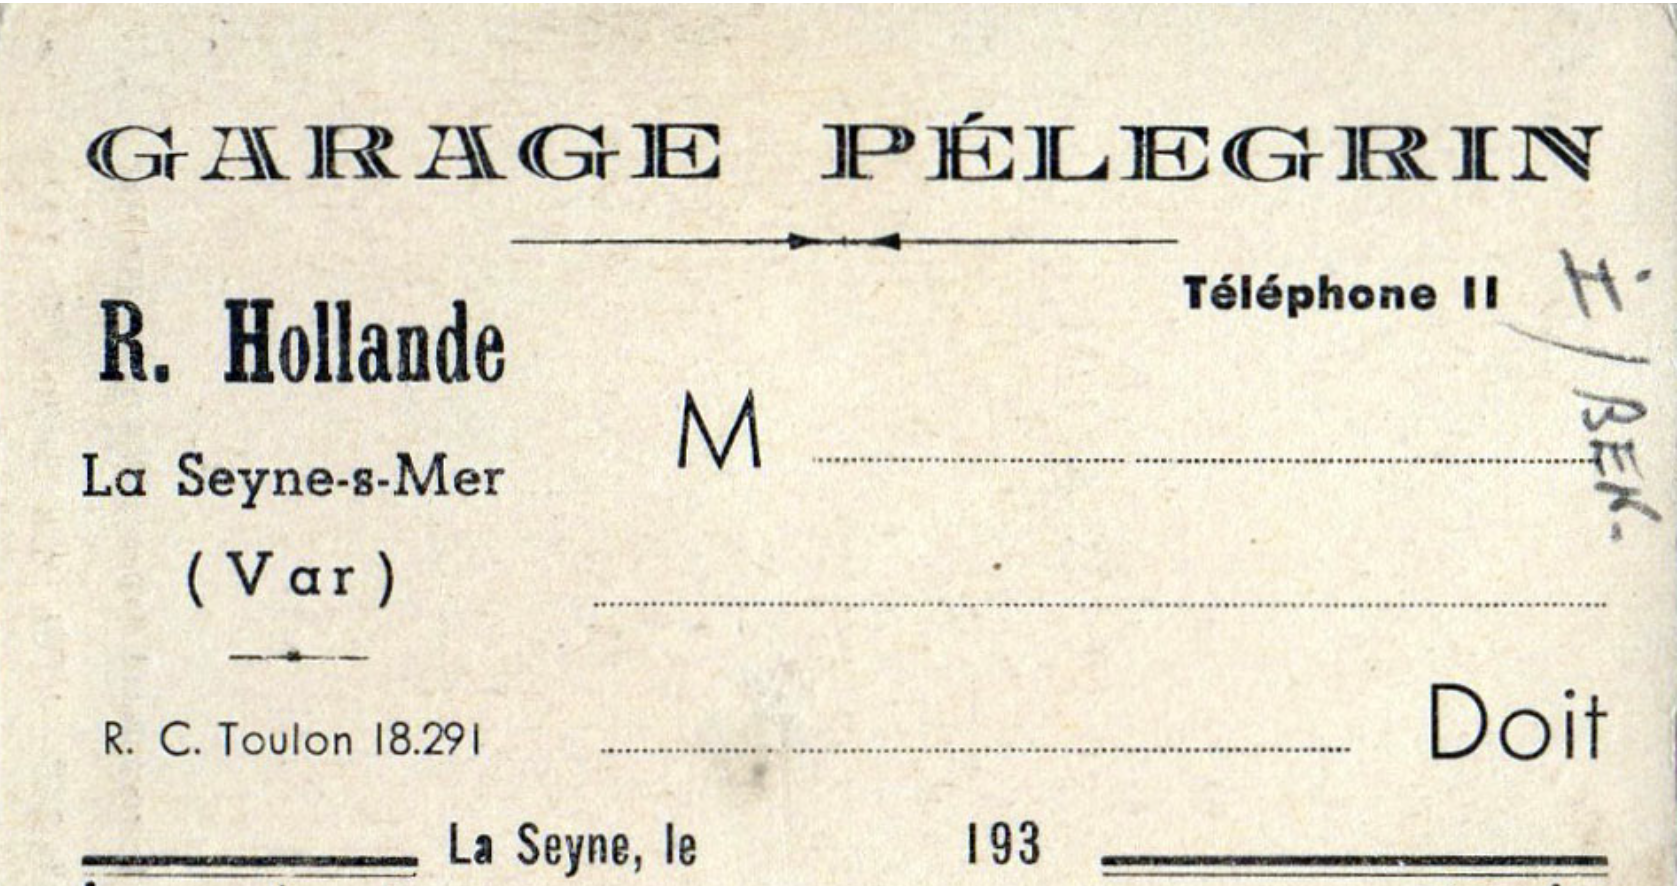 GARAGE PÉLEGRIN
Téléphone 11
R. Hollande
M
La Seyne-s-Mer
(Var)
R. C. Toulon 18.291
Doit
La Seyne, le 193